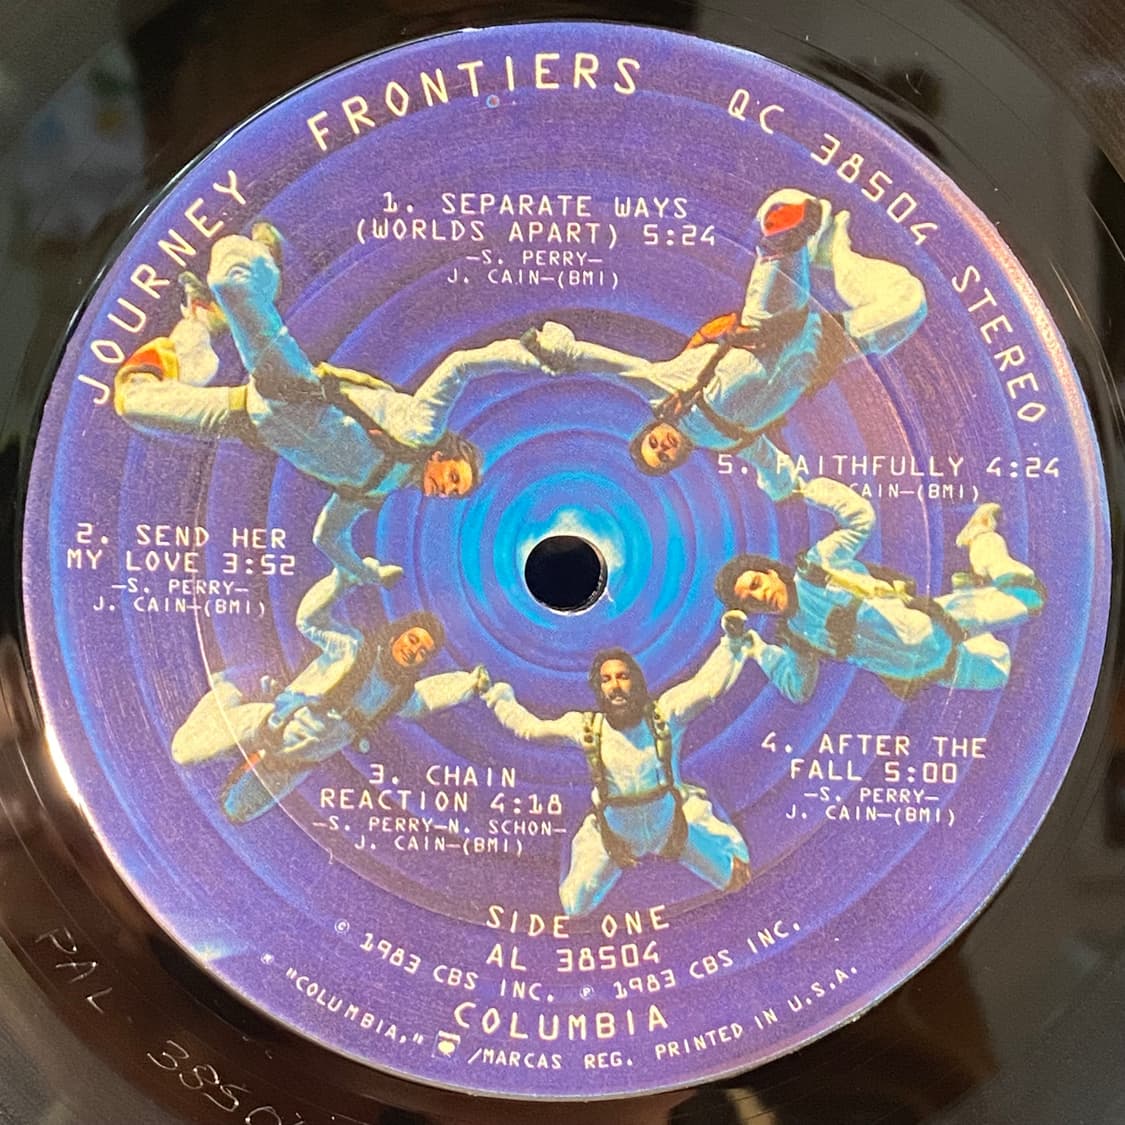 JOURNEY FRONTIERS QC 38504 STEREO
1. SEPARATE WAYS
(WORLDS APART) 5:24
—S. PERRY—
J. CAIN—(BMI)
2. SEND HER
MY LOVE 3:52
—S. PERRY—
J. CAIN—(BMI)
3. CHAIN
REACTION 4:18
—S. PERRY—N. SCHON—
J. CAIN—(BMI)
4. AFTER THE
FALL 5:00
—S. PERRY—
J. CAIN—(BMI)
5. FAITHFULLY 4:24
CAIN—(BMI)
SIDE ONE
AL 38504
© 1983 CBS INC. ℗ 1983 CBS INC.
COLUMBIA
® "COLUMBIA," /MARCAS REG. PRINTED IN U.S.A.
PAL 3850